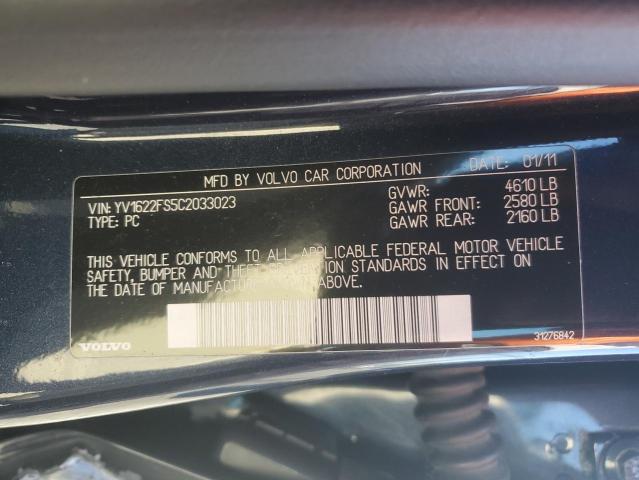 DATE: 01/11
MFD BY VOLVO CAR CORPORATION
VIN: YV1622FS5C2033023
TYPE: PC
GVWR: 4610 LB
GAWR FRONT: 2580 LB
GAWR REAR: 2160 LB
THIS VEHICLE CONFORMS TO ALL APPLICABLE FEDERAL MOTOR VEHICLE
SAFETY, BUMPER AND THEFT STANDARDS IN EFFECT ON
THE DATE OF ABOVE.
VOLVO
31276842